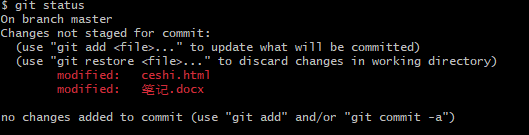 $ git status
On branch master
Changes not staged for commit:
  (use "git add <file>..." to update what will be committed)
  (use "git restore <file>..." to discard changes in working directory)
        modified:   ceshi.html
        modified:   笔记.docx

no changes added to commit (use "git add" and/or "git commit -a")